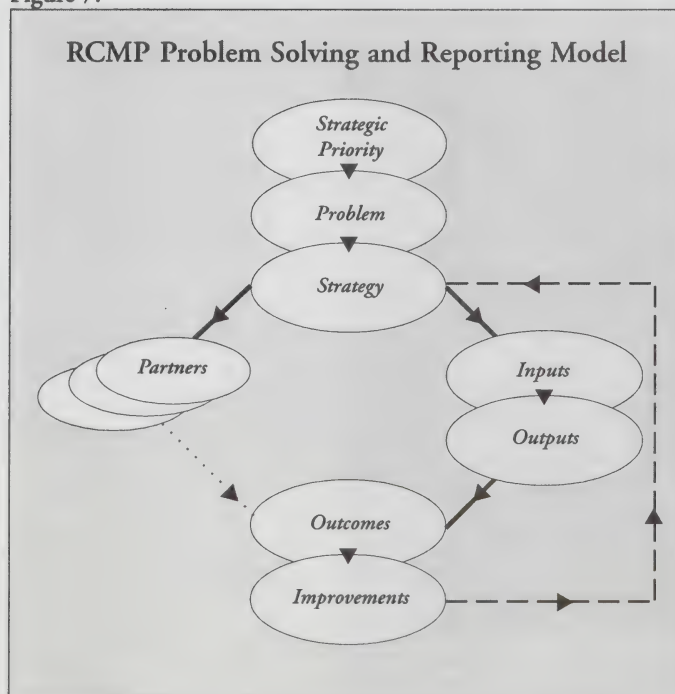 Figure 7.
RCMP Problem Solving and Reporting Model
Strategic
Priority
Problem
Strategy
Partners
Inputs
Outputs
Outcomes
Improvements